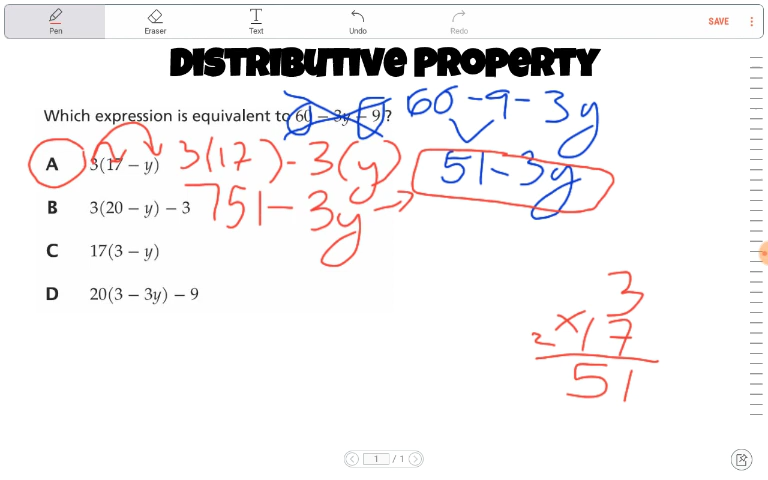 Pen Eraser Text Undo Redo SAVE
DISTRIBUTIVE PROPERTY
Which expression is equivalent to 60 − 3y − 9?
60 - 9 - 3y
51 - 3y
A 3(17 − y)
3(17) - 3(y)
751 - 3y →
B 3(20 − y) − 3
C 17(3 − y)
D 20(3 − 3y) − 9
3
2 ×17
51
1 / 1